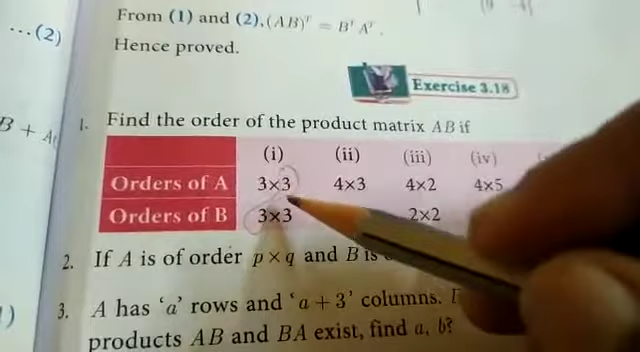 From (1) and (2), (AB)ᵀ = BᵀAᵀ.
...(2)
Hence proved.
Exercise 3.18
B + A
1. Find the order of the product matrix AB if
(i) (ii) (iii) (iv)
Orders of A 3×3 4×3 4×2 4×5
Orders of B 3×3 2×2
2. If A is of order p × q and B is
3. A has ‘a’ rows and ‘a + 3’ columns.
products AB and BA exist, find a, b?